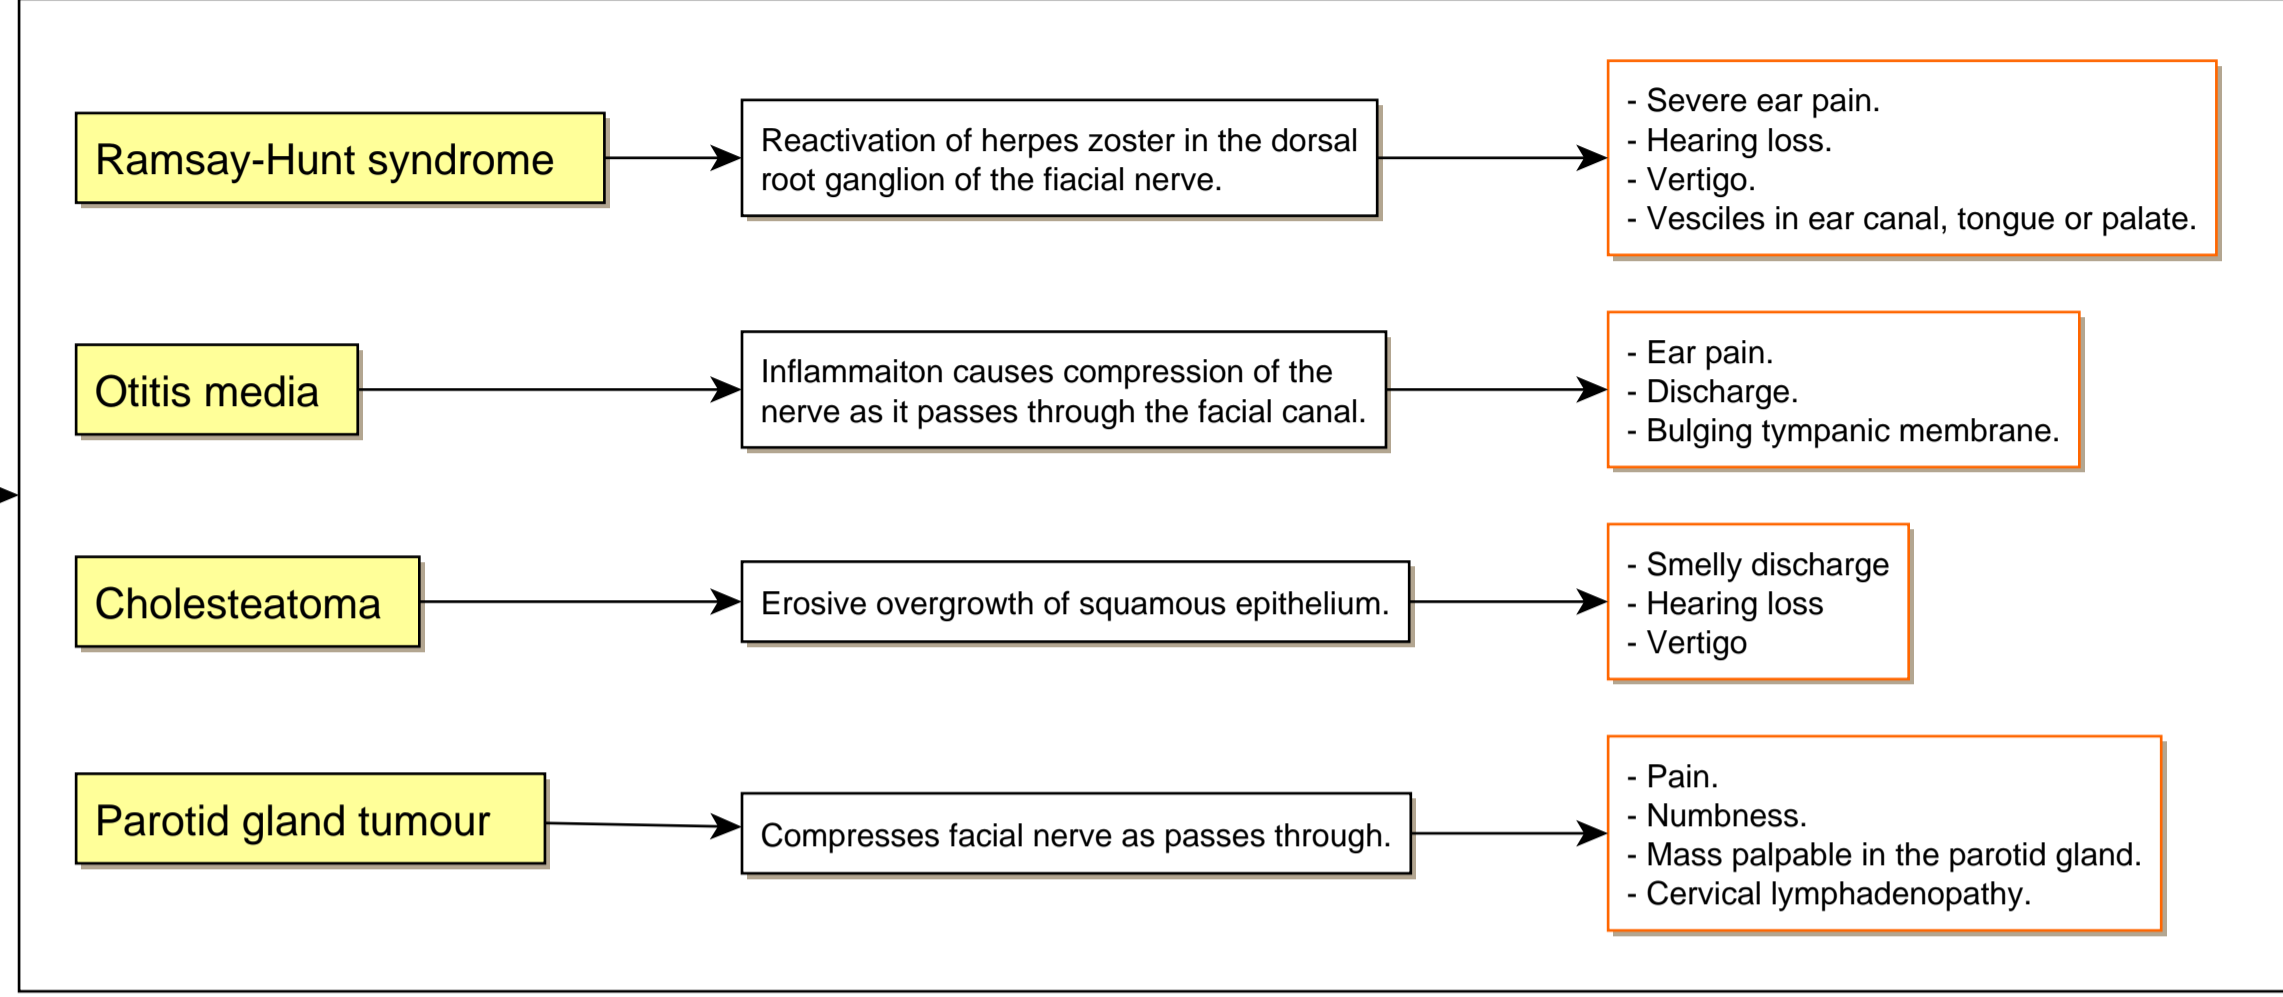 Ramsay-Hunt syndrome
Reactivation of herpes zoster in the dorsal
root ganglion of the fiacial nerve.
- Severe ear pain.
- Hearing loss.
- Vertigo.
- Vesciles in ear canal, tongue or palate.
Otitis media
Inflammaiton causes compression of the
nerve as it passes through the facial canal.
- Ear pain.
- Discharge.
- Bulging tympanic membrane.
Cholesteatoma
Erosive overgrowth of squamous epithelium.
- Smelly discharge
- Hearing loss
- Vertigo
Parotid gland tumour
Compresses facial nerve as passes through.
- Pain.
- Numbness.
- Mass palpable in the parotid gland.
- Cervical lymphadenopathy.